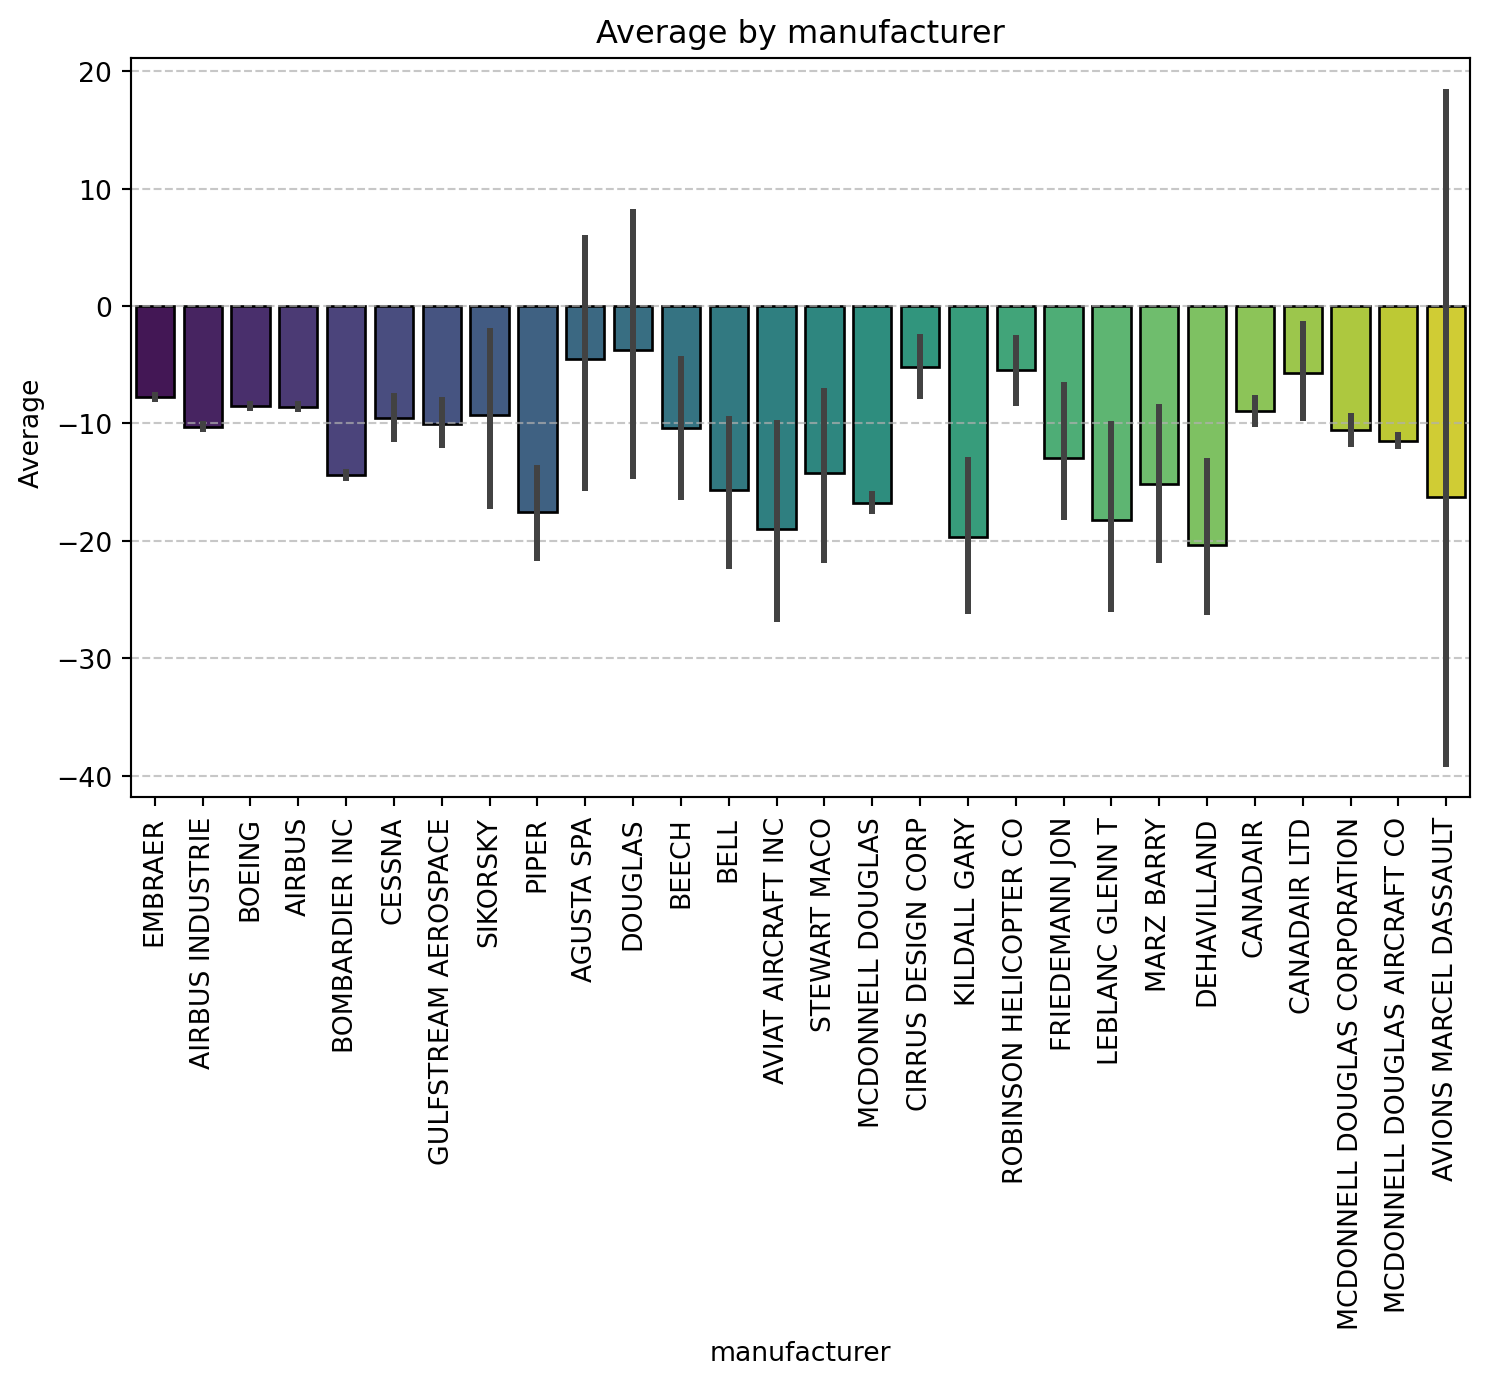 Average by manufacturer
20
10
0
−10
−20
−30
−40
Average
EMBRAER
AIRBUS INDUSTRIE
BOEING
AIRBUS
BOMBARDIER INC
CESSNA
GULFSTREAM AEROSPACE
SIKORSKY
PIPER
AGUSTA SPA
DOUGLAS
BEECH
BELL
AVIAT AIRCRAFT INC
STEWART MACO
MCDONNELL DOUGLAS
CIRRUS DESIGN CORP
KILDALL GARY
ROBINSON HELICOPTER CO
FRIEDEMANN JON
LEBLANC GLENN T
MARZ BARRY
DEHAVILLAND
CANADAIR
CANADAIR LTD
MCDONNELL DOUGLAS CORPORATION
MCDONNELL DOUGLAS AIRCRAFT CO
AVIONS MARCEL DASSAULT
manufacturer